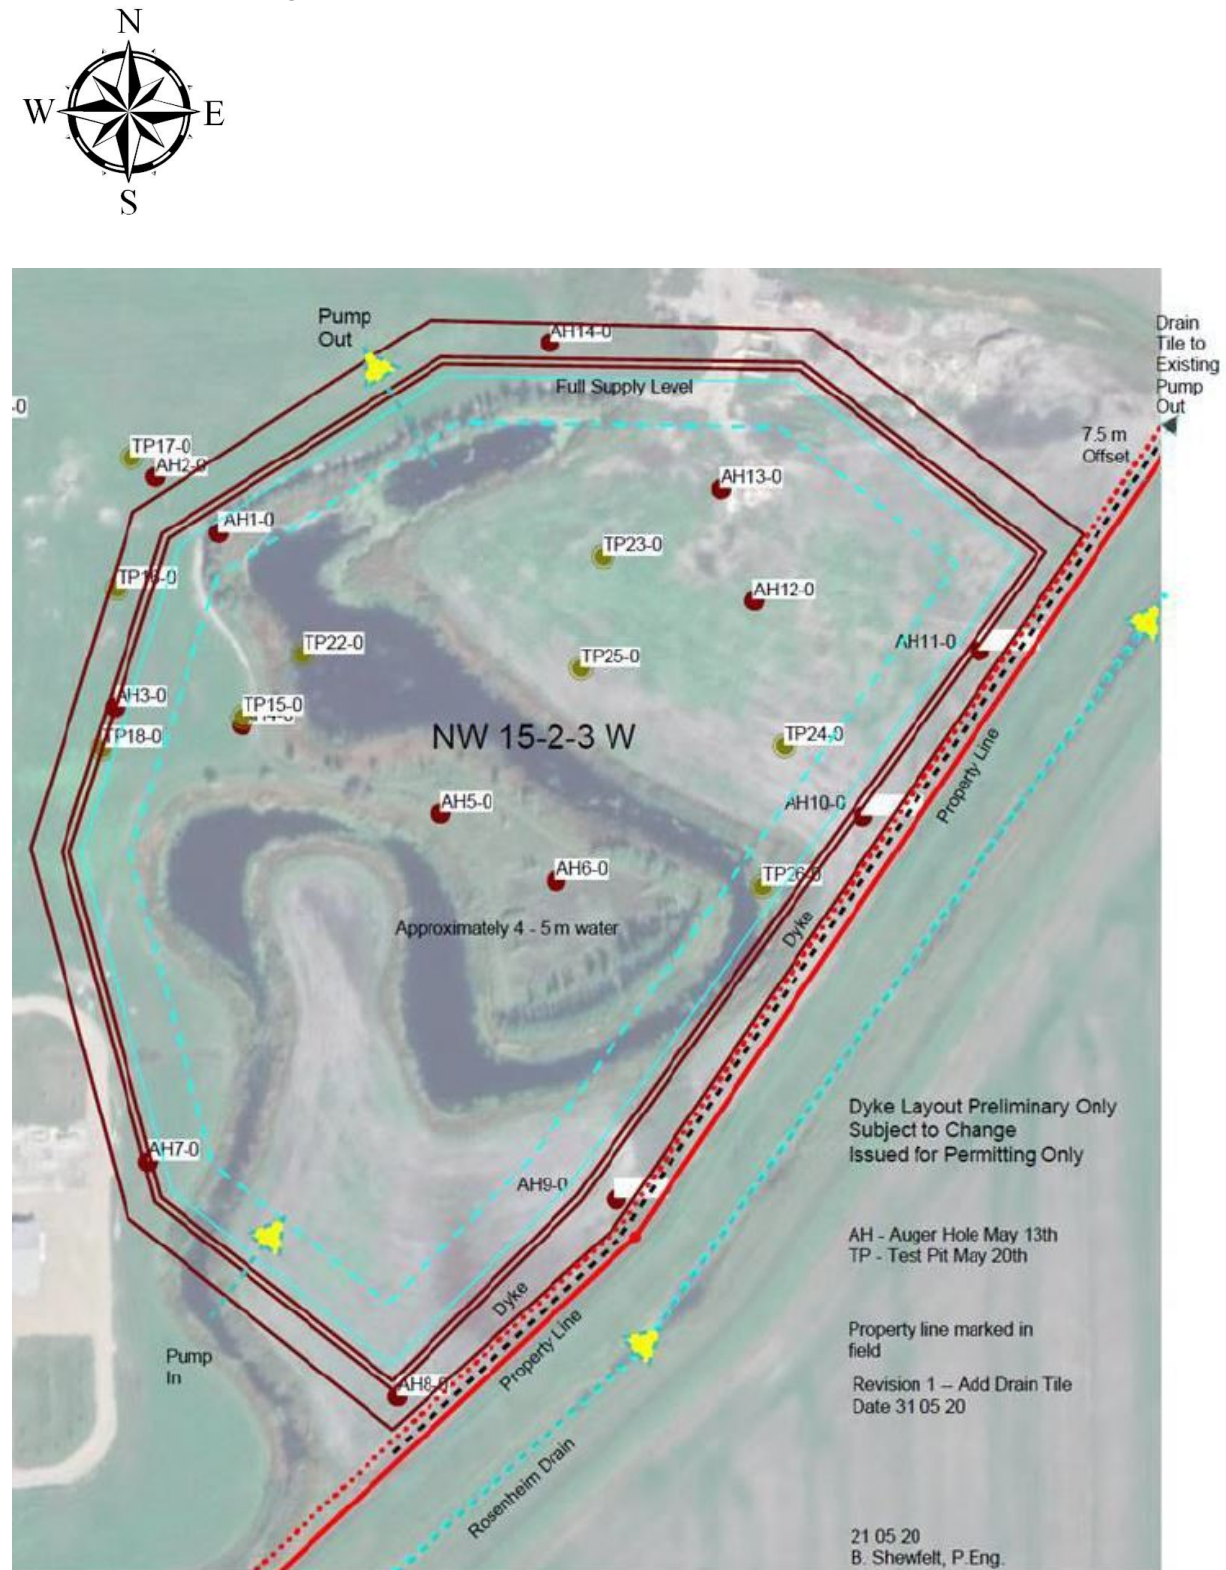 N
W
E
S
Pump
Out
AH14-0
Drain
Tile to
Existing
Pump
Out
Full Supply Level
-0
7.5 m
Offset
TP17-0
AH2-0
AH13-0
AH1-0
TP23-0
TP16-0
AH12-0
TP22-0
AH11-0
TP25-0
AH3-0
TP15-0
TP18-0
NW 15-2-3 W
TP24-0
Property Line
AH5-0
AH10-0
AH6-0
TP26-0
Approximately 4 - 5 m water
Dyke
Dyke Layout Preliminary Only
Subject to Change
Issued for Permitting Only
AH7-0
AH9-0
AH - Auger Hole May 13th
TP - Test Pit May 20th
Dyke
Property Line
Pump
In
Property line marked in
field
AH8-0
Revision 1 – Add Drain Tile
Date 31 05 20
Rosenheim Drain
21 05 20
B. Shewfelt, P.Eng.